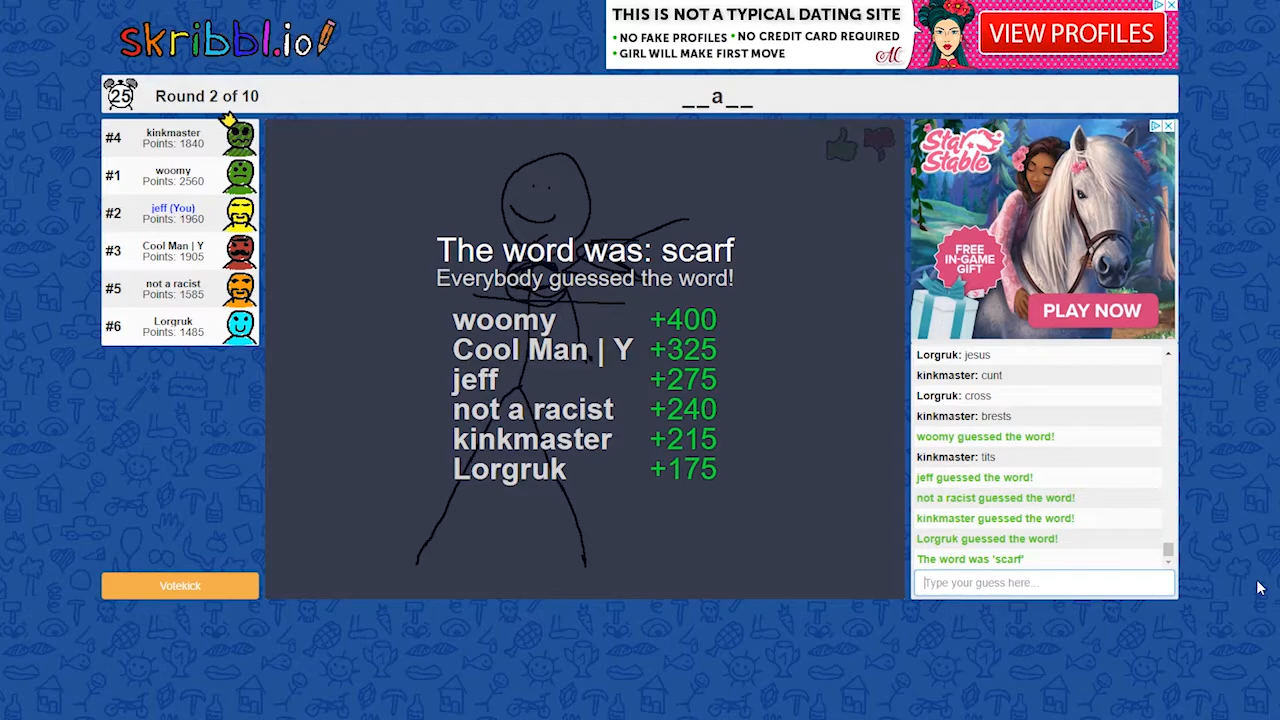 skribbl.io
THIS IS NOT A TYPICAL DATING SITE
• NO FAKE PROFILES • NO CREDIT CARD REQUIRED
• GIRL WILL MAKE FIRST MOVE
VIEW PROFILES
25
Round 2 of 10
__a__
#4 kinkmaster
Points: 1840
#1 woomy
Points: 2560
#2 jeff (You)
Points: 1960
#3 Cool Man | Y
Points: 1905
#5 not a racist
Points: 1585
#6 Lorgruk
Points: 1485
Votekick
The word was: scarf
Everybody guessed the word!
woomy +400
Cool Man | Y +325
jeff +275
not a racist +240
kinkmaster +215
Lorgruk +175
Star Stable
FREE
IN-GAME
GIFT
PLAY NOW
Lorgruk: jesus
kinkmaster: cunt
Lorgruk: cross
kinkmaster: brests
woomy guessed the word!
kinkmaster: tits
jeff guessed the word!
not a racist guessed the word!
kinkmaster guessed the word!
Lorgruk guessed the word!
The word was 'scarf'
Type your guess here...